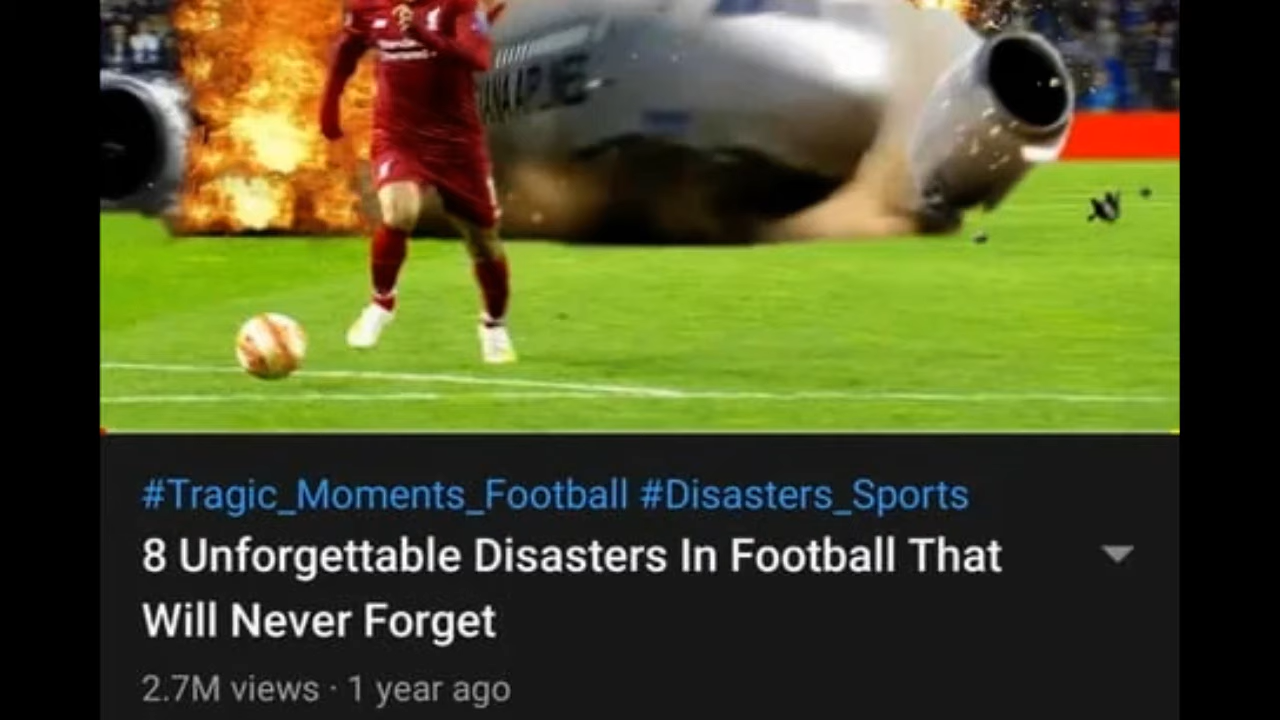 #Tragic_Moments_Football #Disasters_Sports
8 Unforgettable Disasters In Football That
Will Never Forget
2.7M views · 1 year ago